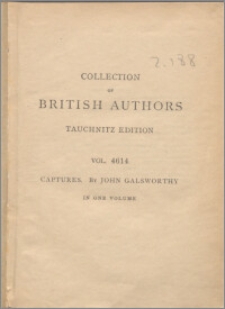 2.188
COLLECTION
OF
BRITISH AUTHORS
TAUCHNITZ EDITION
VOL. 4614
CAPTURES. BY JOHN GALSWORTHY
IN ONE VOLUME